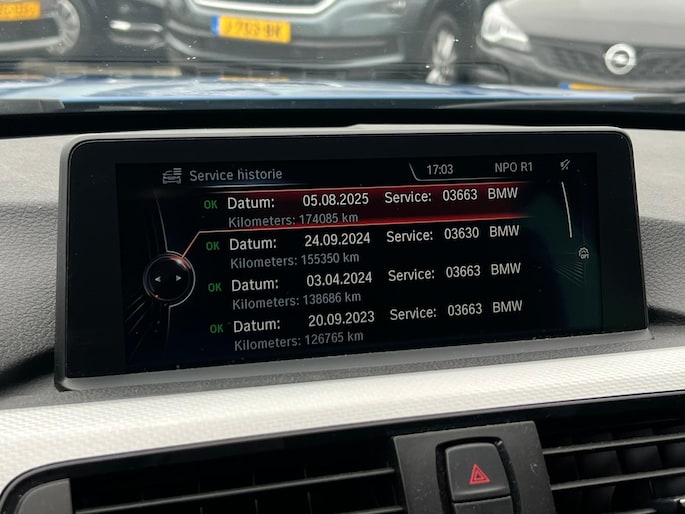 Service historie
17:03
NPO R1
OK Datum: 05.08.2025 Service: 03663 BMW
Kilometers: 174085 km
OK Datum: 24.09.2024 Service: 03630 BMW
Kilometers: 155350 km
OK Datum: 03.04.2024 Service: 03663 BMW
Kilometers: 138686 km
OK Datum: 20.09.2023 Service: 03663 BMW
Kilometers: 126765 km
OFF